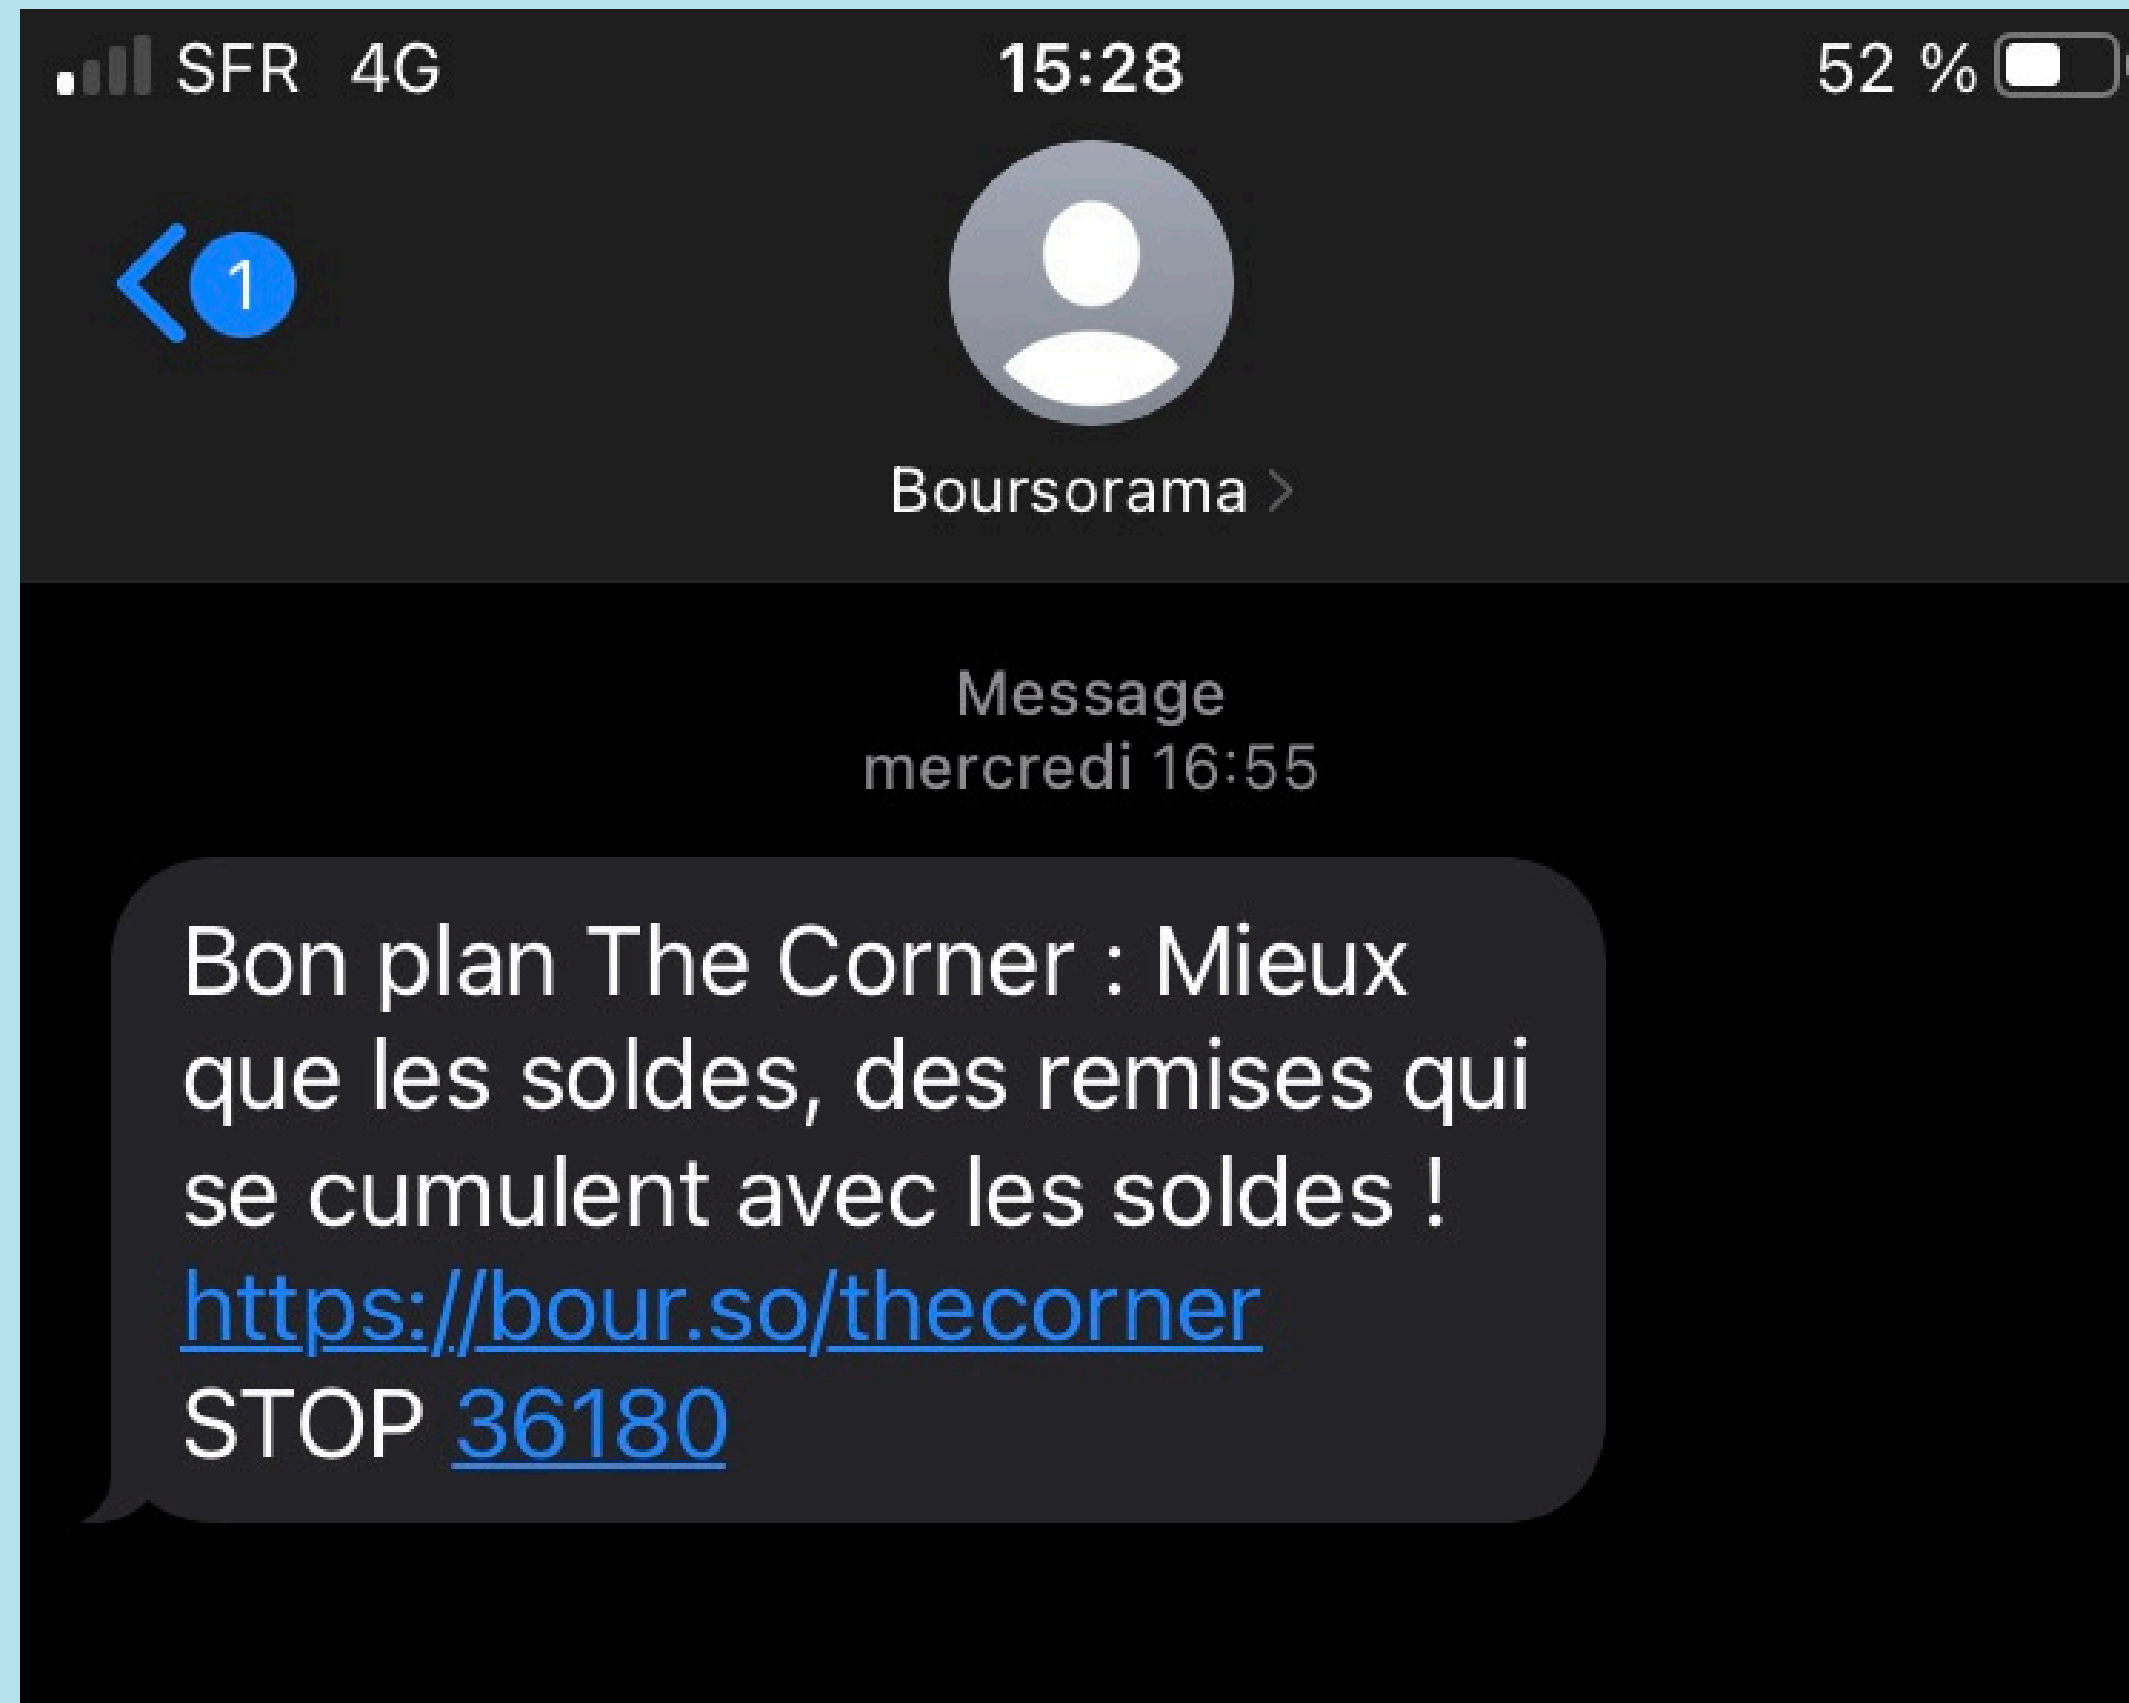 SFR 4G 15:28 52 %
1
Boursorama
Message
mercredi 16:55
Bon plan The Corner : Mieux
que les soldes, des remises qui
se cumulent avec les soldes !
https://bour.so/thecorner
STOP 36180